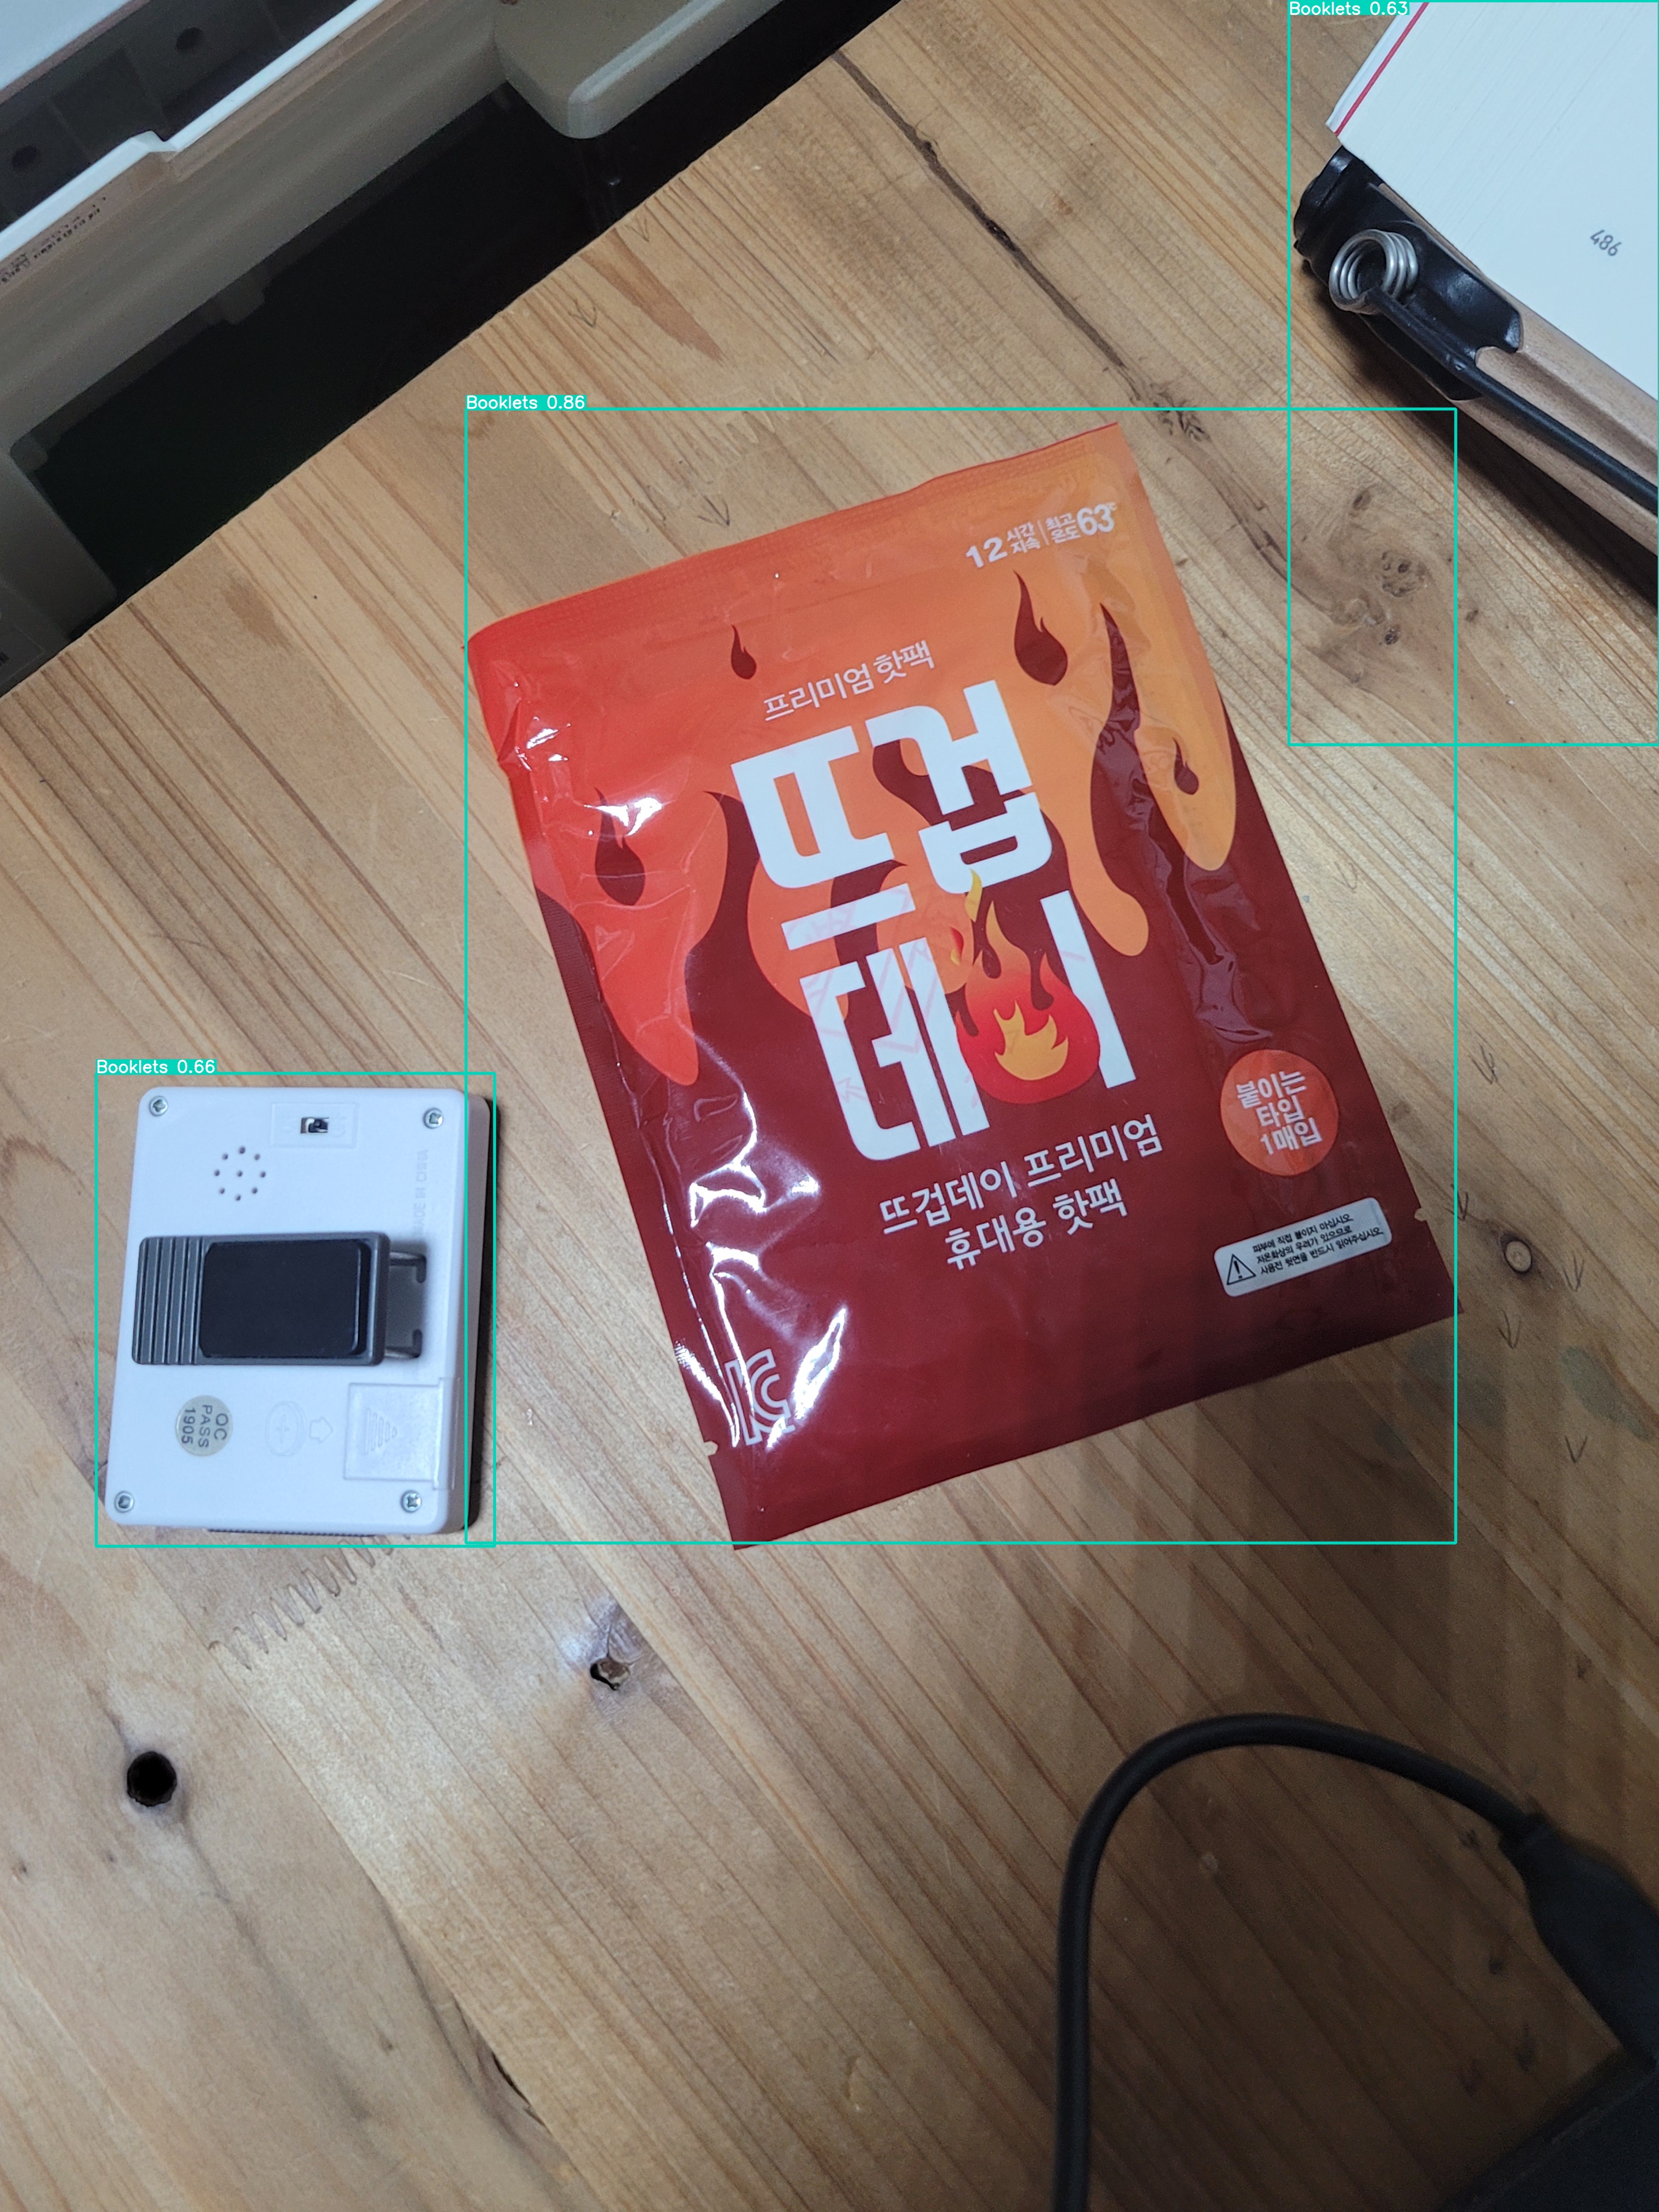 Booklets 0.63
486
Booklets 0.86
12 시간 지속 | 최고 온도 63℃
프리미엄 핫팩
뜨겁
데이
붙이는
타입
1매입
뜨겁데이 프리미엄
휴대용 핫팩
피부에 직접 붙이지 마십시오.
저온화상의 우려가 있으므로
사용전 뒷면을 반드시 읽어주십시오.
Booklets 0.66
MADE IN CHINA
QC
PASS
1905